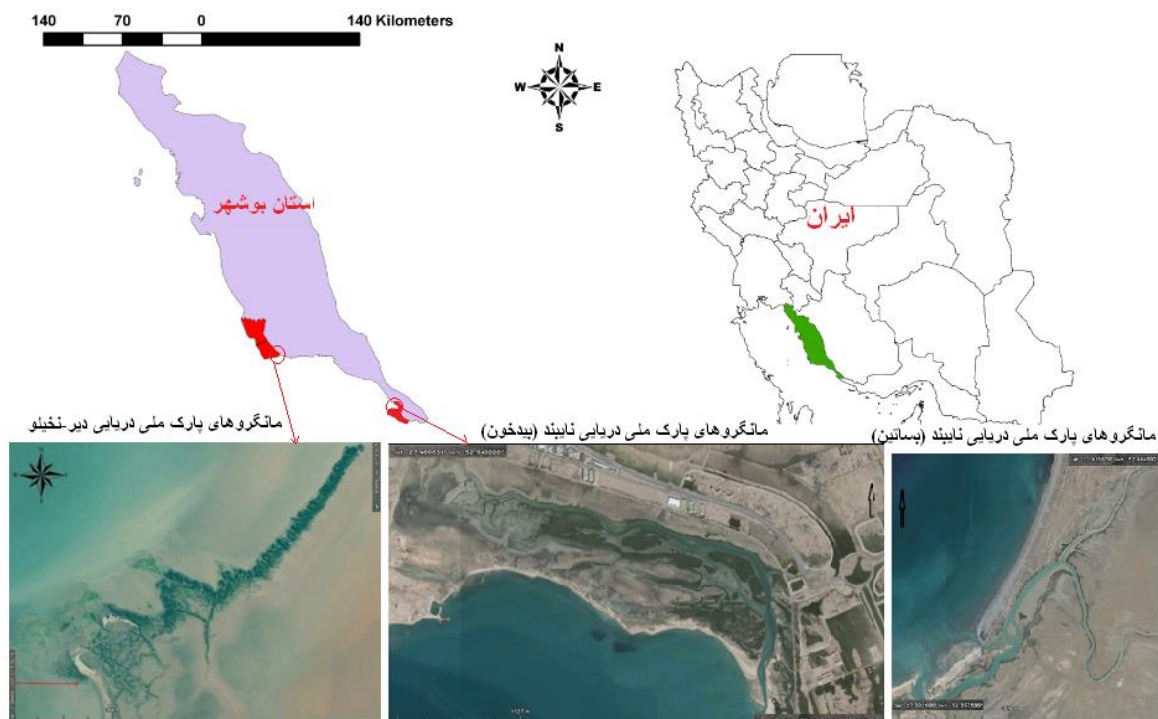 140 70 0 140 Kilometers
N
W E
S
استان بوشهر
ایران
مانگروهای پارک ملی دریایی دیر-نخیلو
مانگروهای پارک ملی دریایی نایبند (بیدخون)
مانگروهای پارک ملی دریایی نایبند (بساتین)